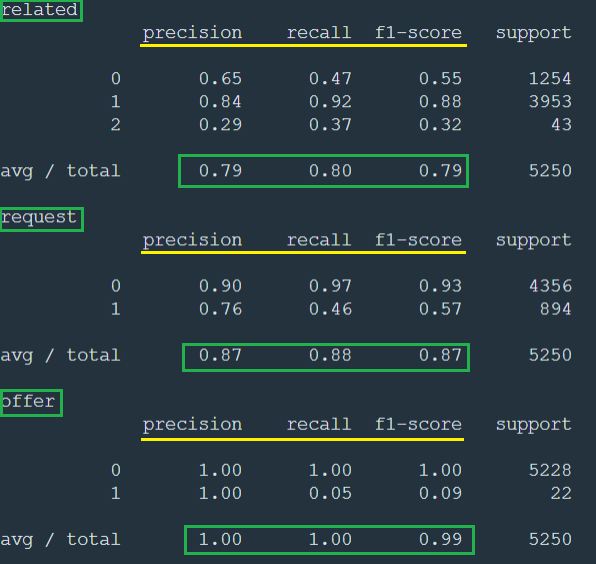 related
precision recall f1-score support
0 0.65 0.47 0.55 1254
1 0.84 0.92 0.88 3953
2 0.29 0.37 0.32 43
avg / total 0.79 0.80 0.79 5250
request
precision recall f1-score support
0 0.90 0.97 0.93 4356
1 0.76 0.46 0.57 894
avg / total 0.87 0.88 0.87 5250
offer
precision recall f1-score support
0 1.00 1.00 1.00 5228
1 1.00 0.05 0.09 22
avg / total 1.00 1.00 0.99 5250